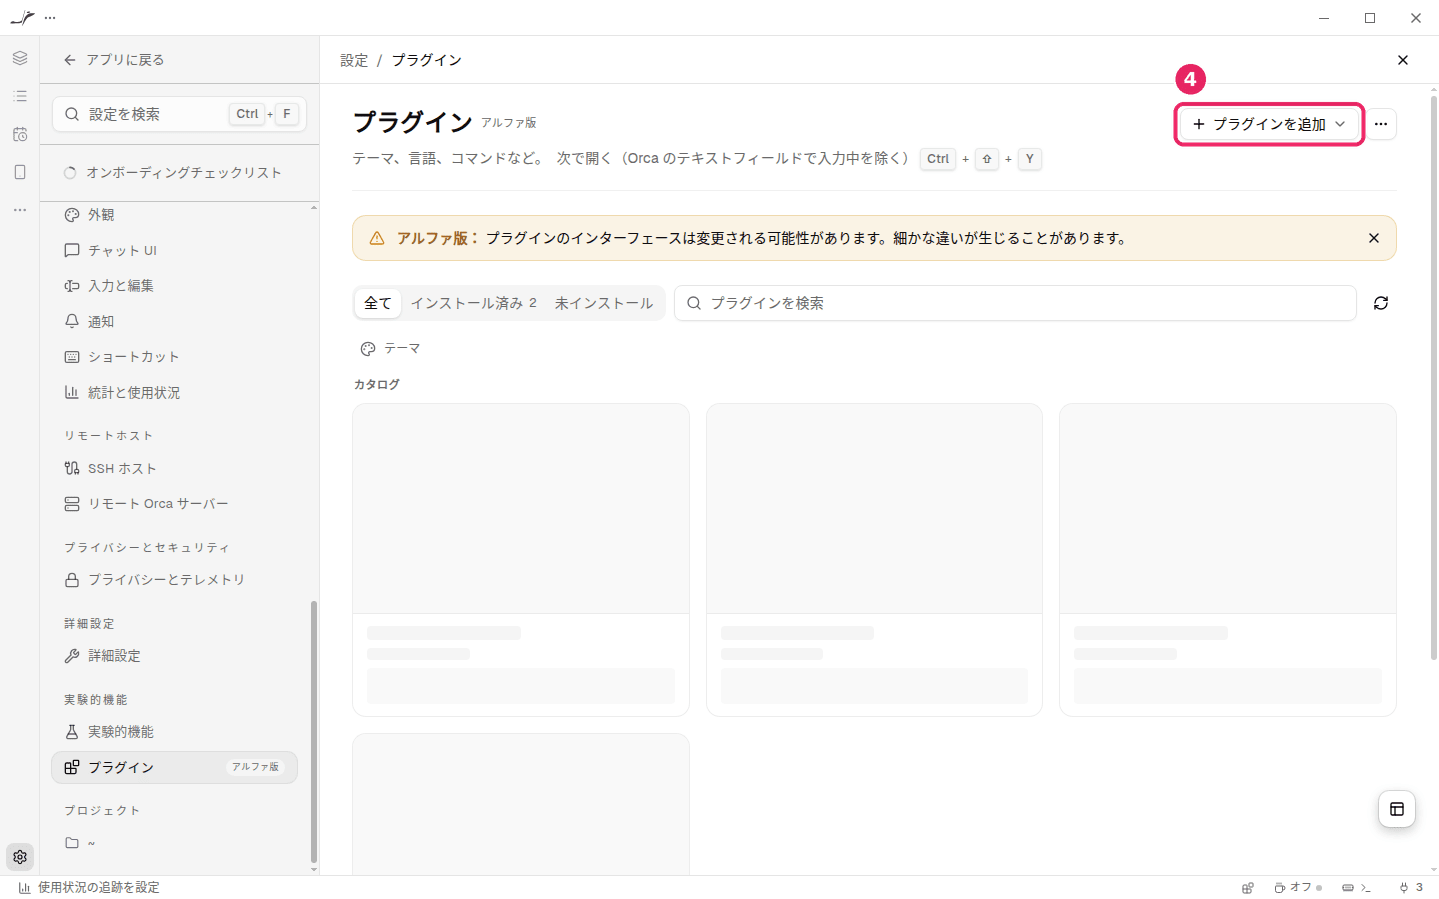 アプリに戻る
設定を検索 Ctrl + F
オンボーディングチェックリスト
外観
チャット UI
入力と編集
通知
ショートカット
統計と使用状況
リモートホスト
SSH ホスト
リモート Orca サーバー
プライバシーとセキュリティ
プライバシーとテレメトリ
詳細設定
詳細設定
実験的機能
実験的機能
プラグイン アルファ版
プロジェクト
~
設定 / プラグイン
4
プラグイン アルファ版
プラグインを追加
テーマ、言語、コマンドなど。 次で開く（Orca のテキストフィールドで入力中を除く） Ctrl + ⇧ + Y
アルファ版： プラグインのインターフェースは変更される可能性があります。細かな違いが生じることがあります。
全て インストール済み 2 未インストール プラグインを検索
テーマ
カタログ
使用状況の追跡を設定
オフ
3